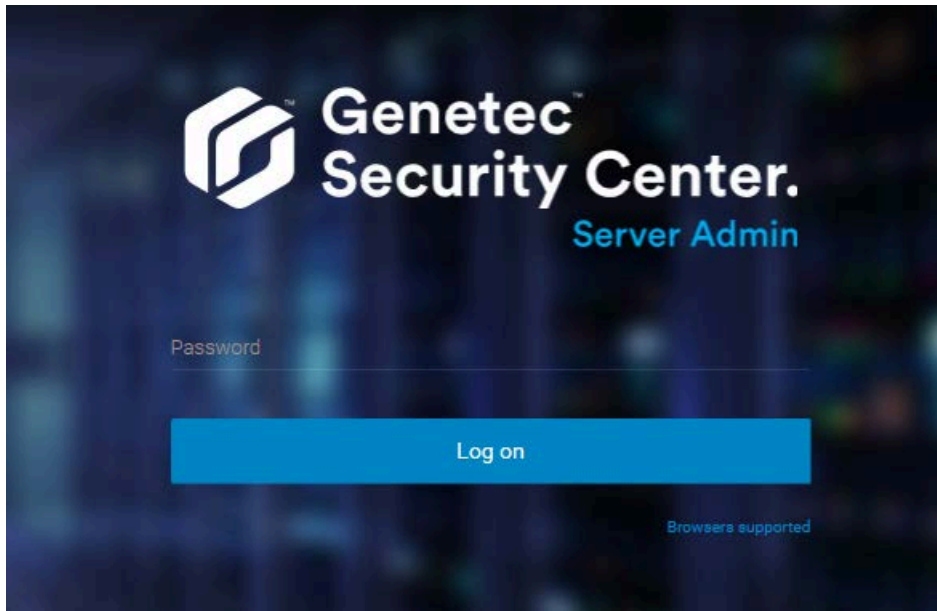 Genetec™
Security Center.
Server Admin
Password
Log on
Browsers supported